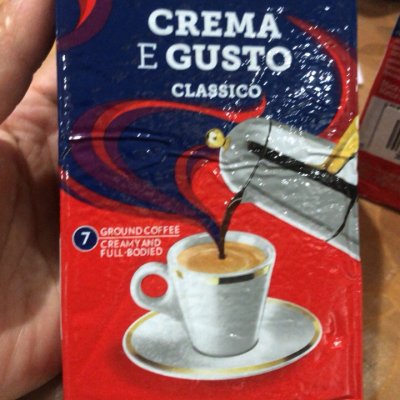 CREMA
E GUSTO
CLASSICO
7
GROUND COFFEE
CREAMY AND
FULL-BODIED